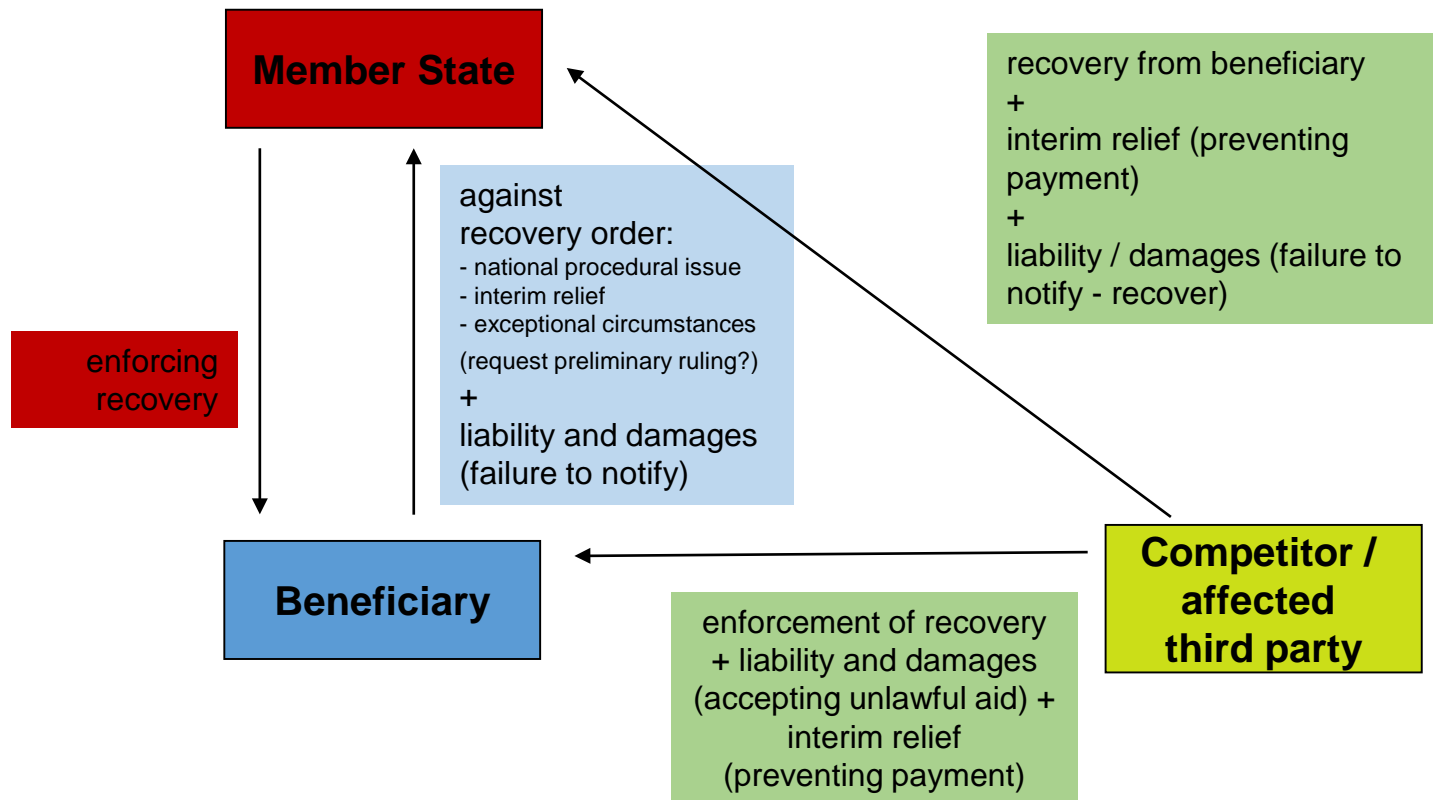 Member State
recovery from beneficiary
+
interim relief (preventing
payment)
+
liability / damages (failure to
notify - recover)
against
recovery order:
- national procedural issue
- interim relief
- exceptional circumstances
(request preliminary ruling?)
+
liability and damages
(failure to notify)
enforcing
recovery
Beneficiary
Competitor /
affected
third party
enforcement of recovery
+ liability and damages
(accepting unlawful aid) +
interim relief
(preventing payment)